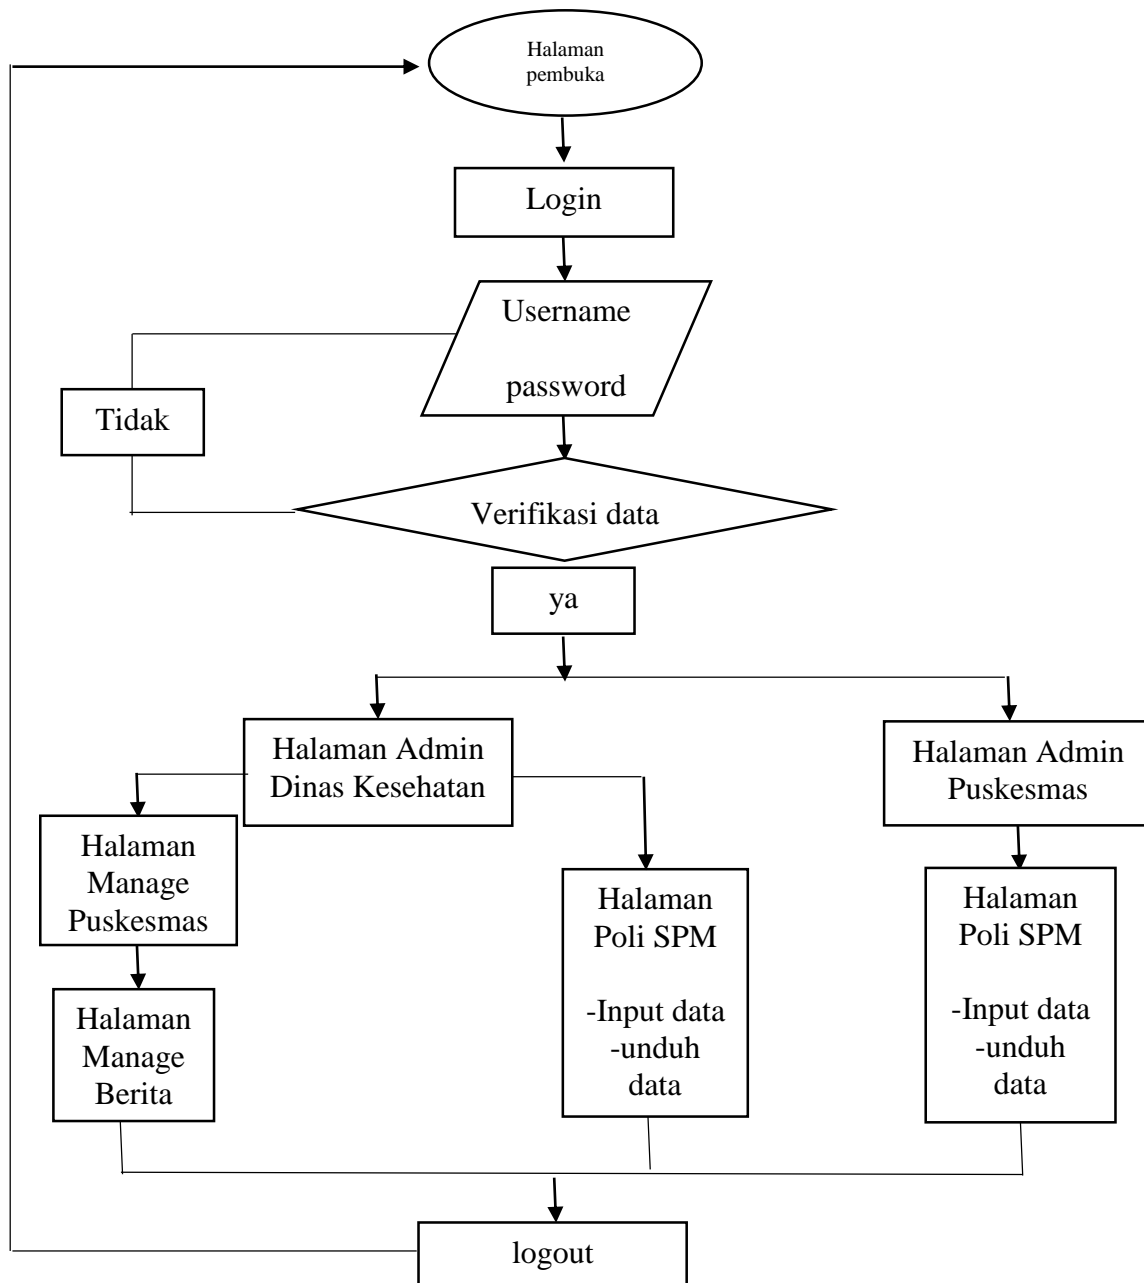 Halaman
pembuka
Login
Username
password
Tidak
Verifikasi data
ya
Halaman Admin
Dinas Kesehatan
Halaman Admin
Puskesmas
Halaman
Manage
Puskesmas
Halaman
Poli SPM
-Input data
-unduh
data
Halaman
Poli SPM
-Input data
-unduh
data
Halaman
Manage
Berita
logout